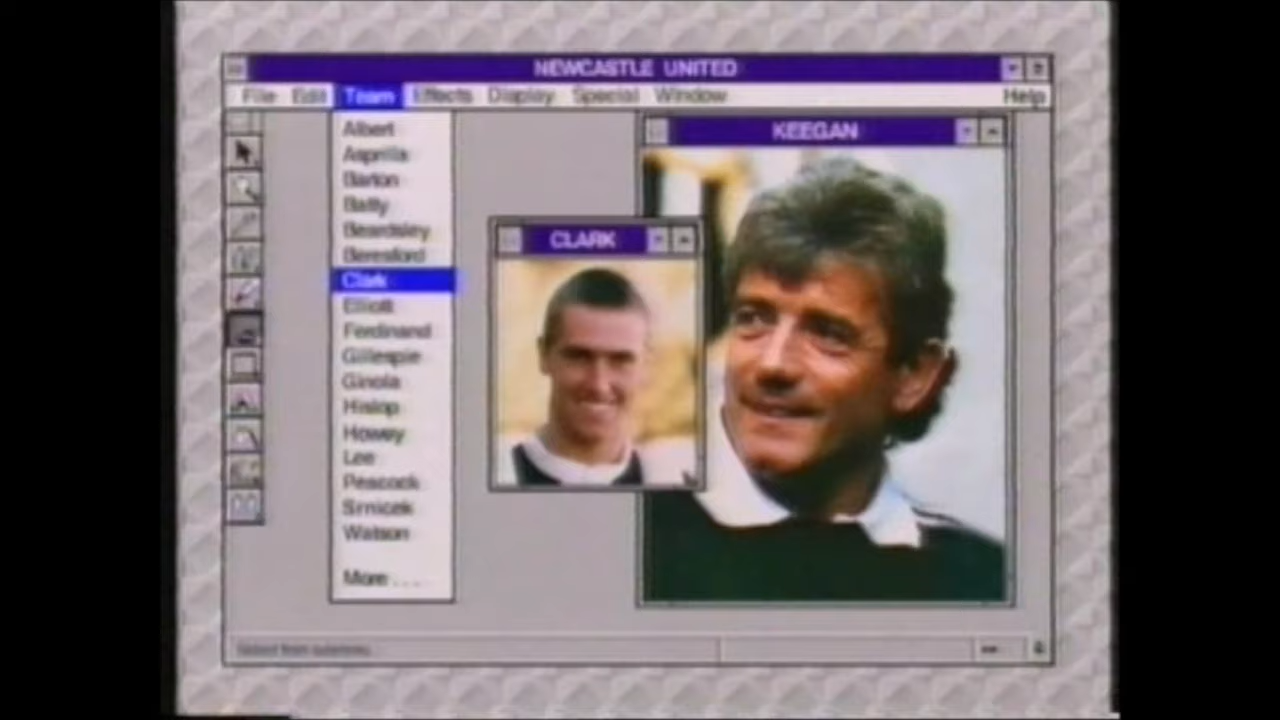 NEWCASTLE UNITED
File Edit Team Effects Display Special Window Help
Albert
Asprilla
Barton
Batty
Beardsley
Beresford
Clark
Elliott
Ferdinand
Gillespie
Ginola
Hislop
Howey
Lee
Peacock
Srnicek
Watson
More . . .
CLARK
KEEGAN